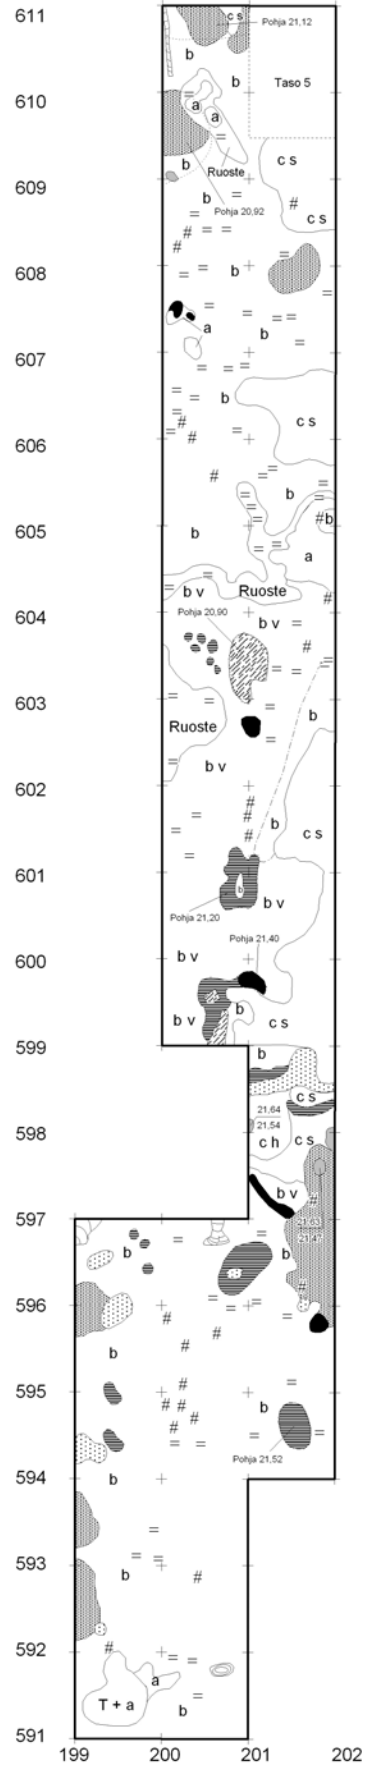 611
c s
Pohja 21,12
b
b
Taso 5
610
=
a
a
=
b
Ruoste
c s
609
b
=
#
Pohja 20,92
=
c s
#
= =
#
=
608
=
b
=
=
=
=
= =
a
b
=
607
= = =
=
=
b
#
=
c s
606
= #
=
=
=
#
=
b
=
=
=
605
b
=
# b
=
=
a
=
=
b v
Ruoste
#
604
Pohja 20,90
b v
=
#
=
=
= =
603
=
=
=
b
Ruoste
=
=
b v
602
#
=
#
b
=
#
c s
=
601
b
b v
Pohja 21,20
Pohja 21,40
600
b v
b v
b
c s
599
b
c s
21,64
21,54
598
c h
c s
b v
#
597
21,63
21,47
=
=
b
b
#
596
=
=
=
#
=
#
#
b
595
#
=
# #
#
b
#
=
=
= =
Pohja 21,52
594
b
=
=
=
593
b
#
592
#
=
=
a
=
T + a
b
591
199
200
201
202